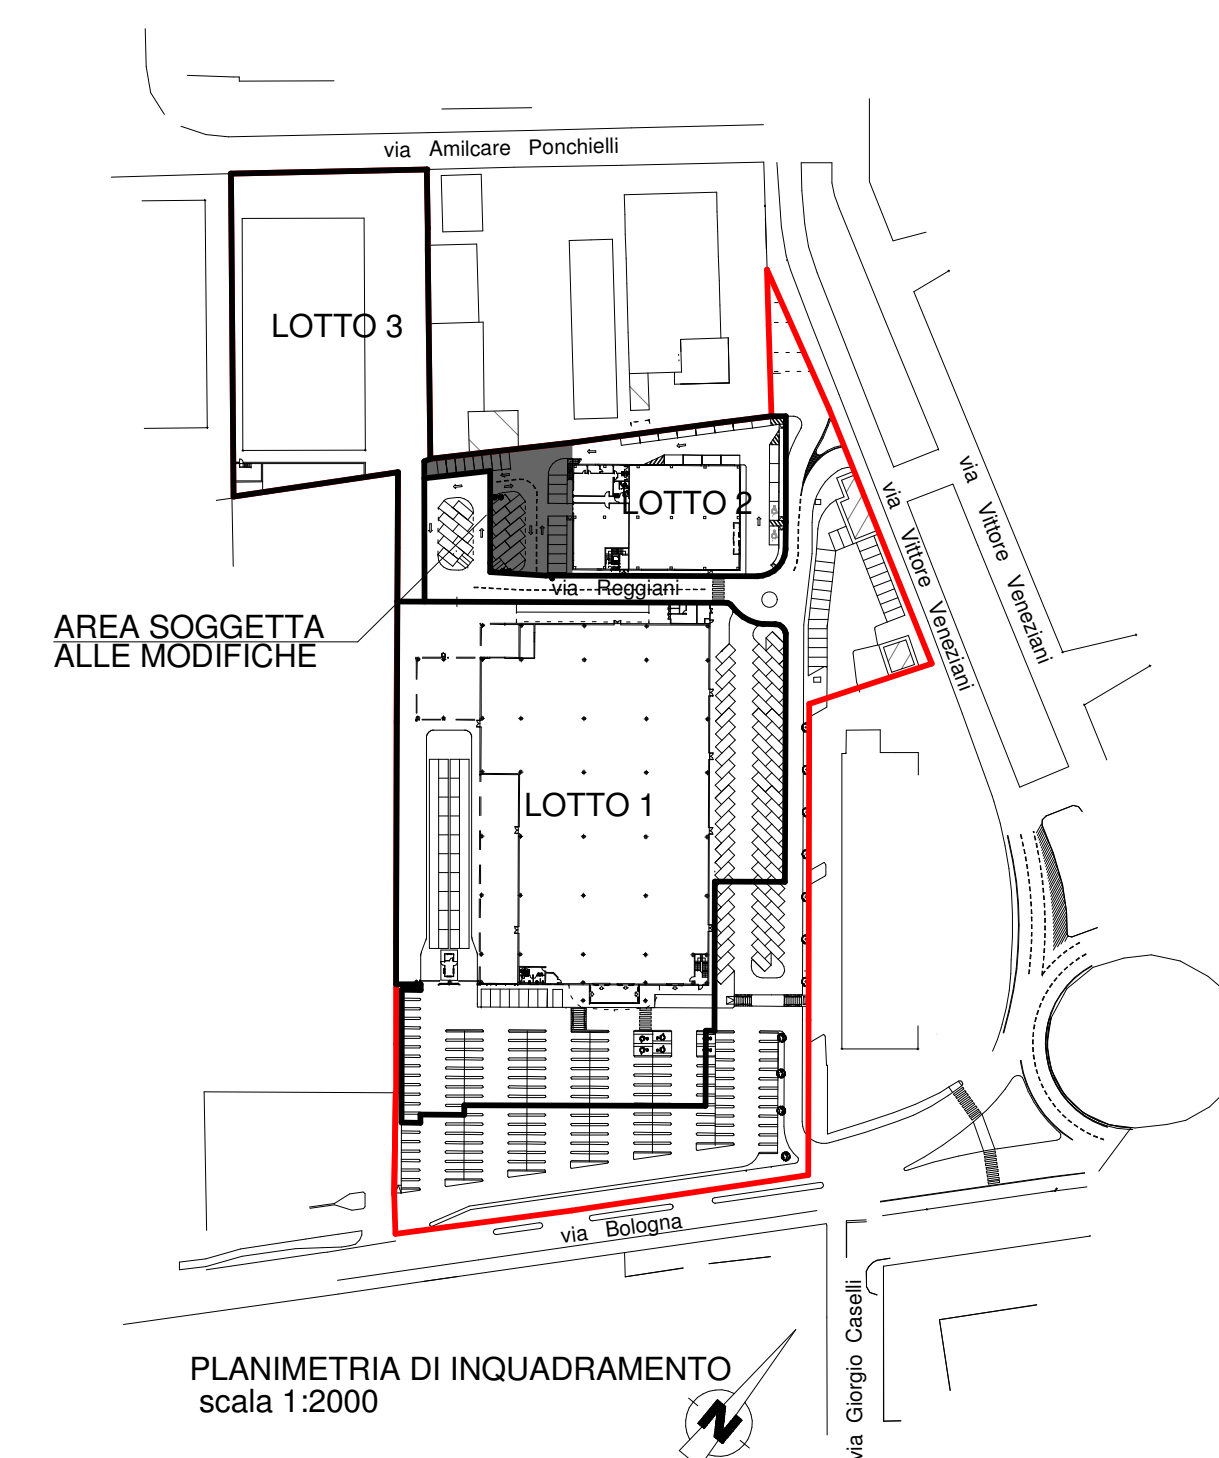 via Amilcare Ponchielli
LOTTO 3
LOTTO 2
via Vittore Veneziani
via Vittore Veneziani
via Reggiani
AREA SOGGETTA
ALLE MODIFICHE
LOTTO 1
via Bologna
via Giorgio Caselli
PLANIMETRIA DI INQUADRAMENTO
scala 1:2000
N